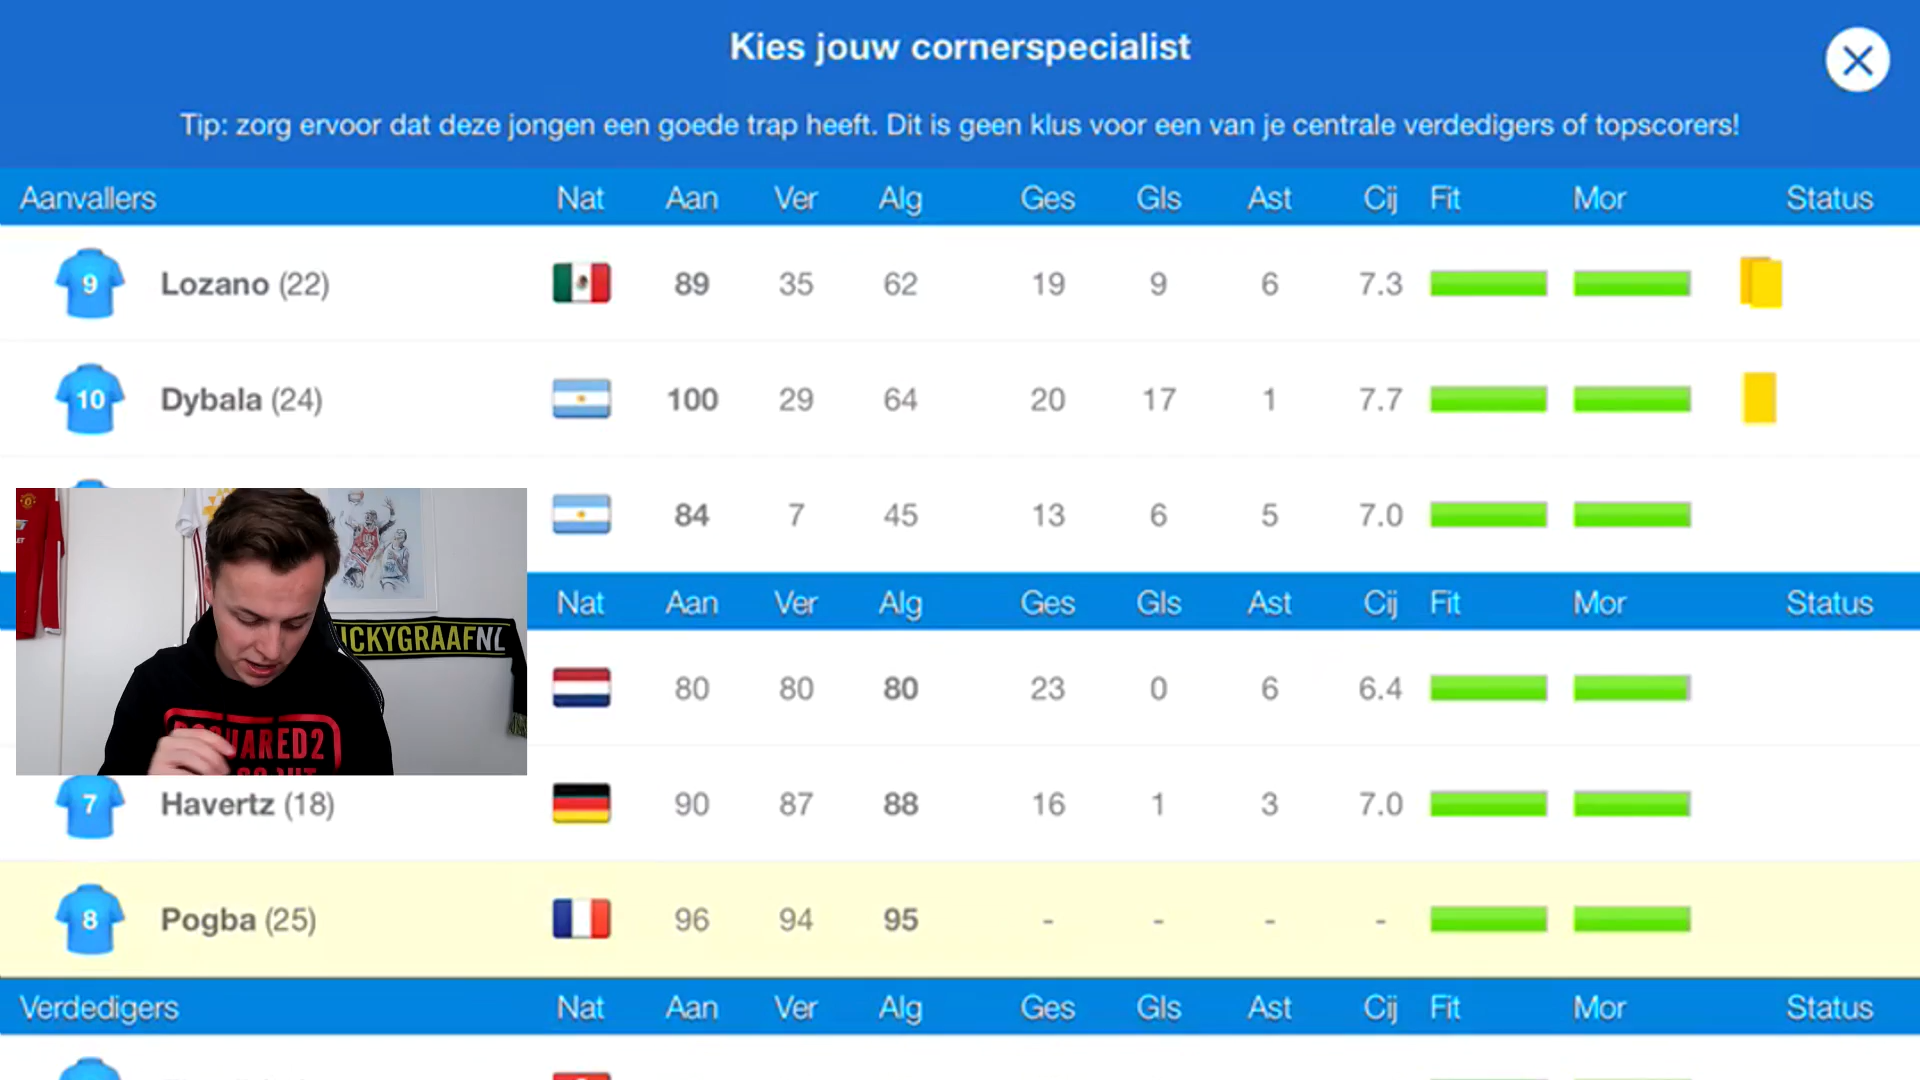 Kies jouw cornerspecialist
Tip: zorg ervoor dat deze jongen een goede trap heeft. Dit is geen klus voor een van je centrale verdedigers of topscorers!
Aanvallers Nat Aan Ver Alg Ges Gls Ast Cij Fit Mor Status
9 Lozano (22) 89 35 62 19 9 6 7.3
10 Dybala (24) 100 29 64 20 17 1 7.7
84 7 45 13 6 5 7.0
Nat Aan Ver Alg Ges Gls Ast Cij Fit Mor Status
80 80 80 23 0 6 6.4
UCKYGRAAFNL
7 Havertz (18) 90 87 88 16 1 3 7.0
8 Pogba (25) 96 94 95 - - - -
Verdedigers Nat Aan Ver Alg Ges Gls Ast Cij Fit Mor Status